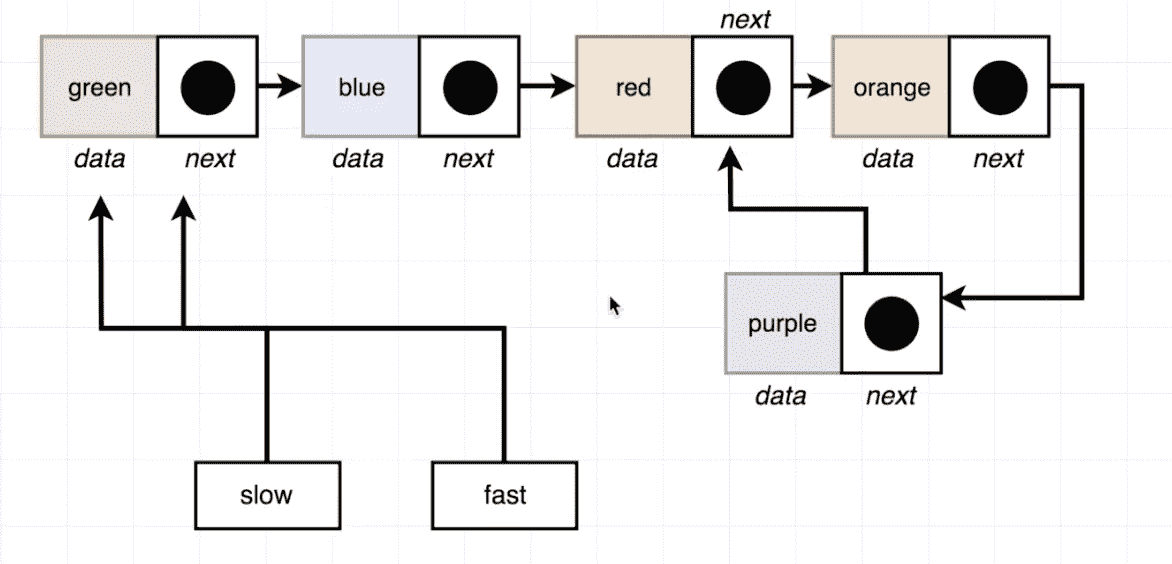 next
green
blue
red
orange
data
next
data
next
data
data
next
purple
data
next
slow
fast